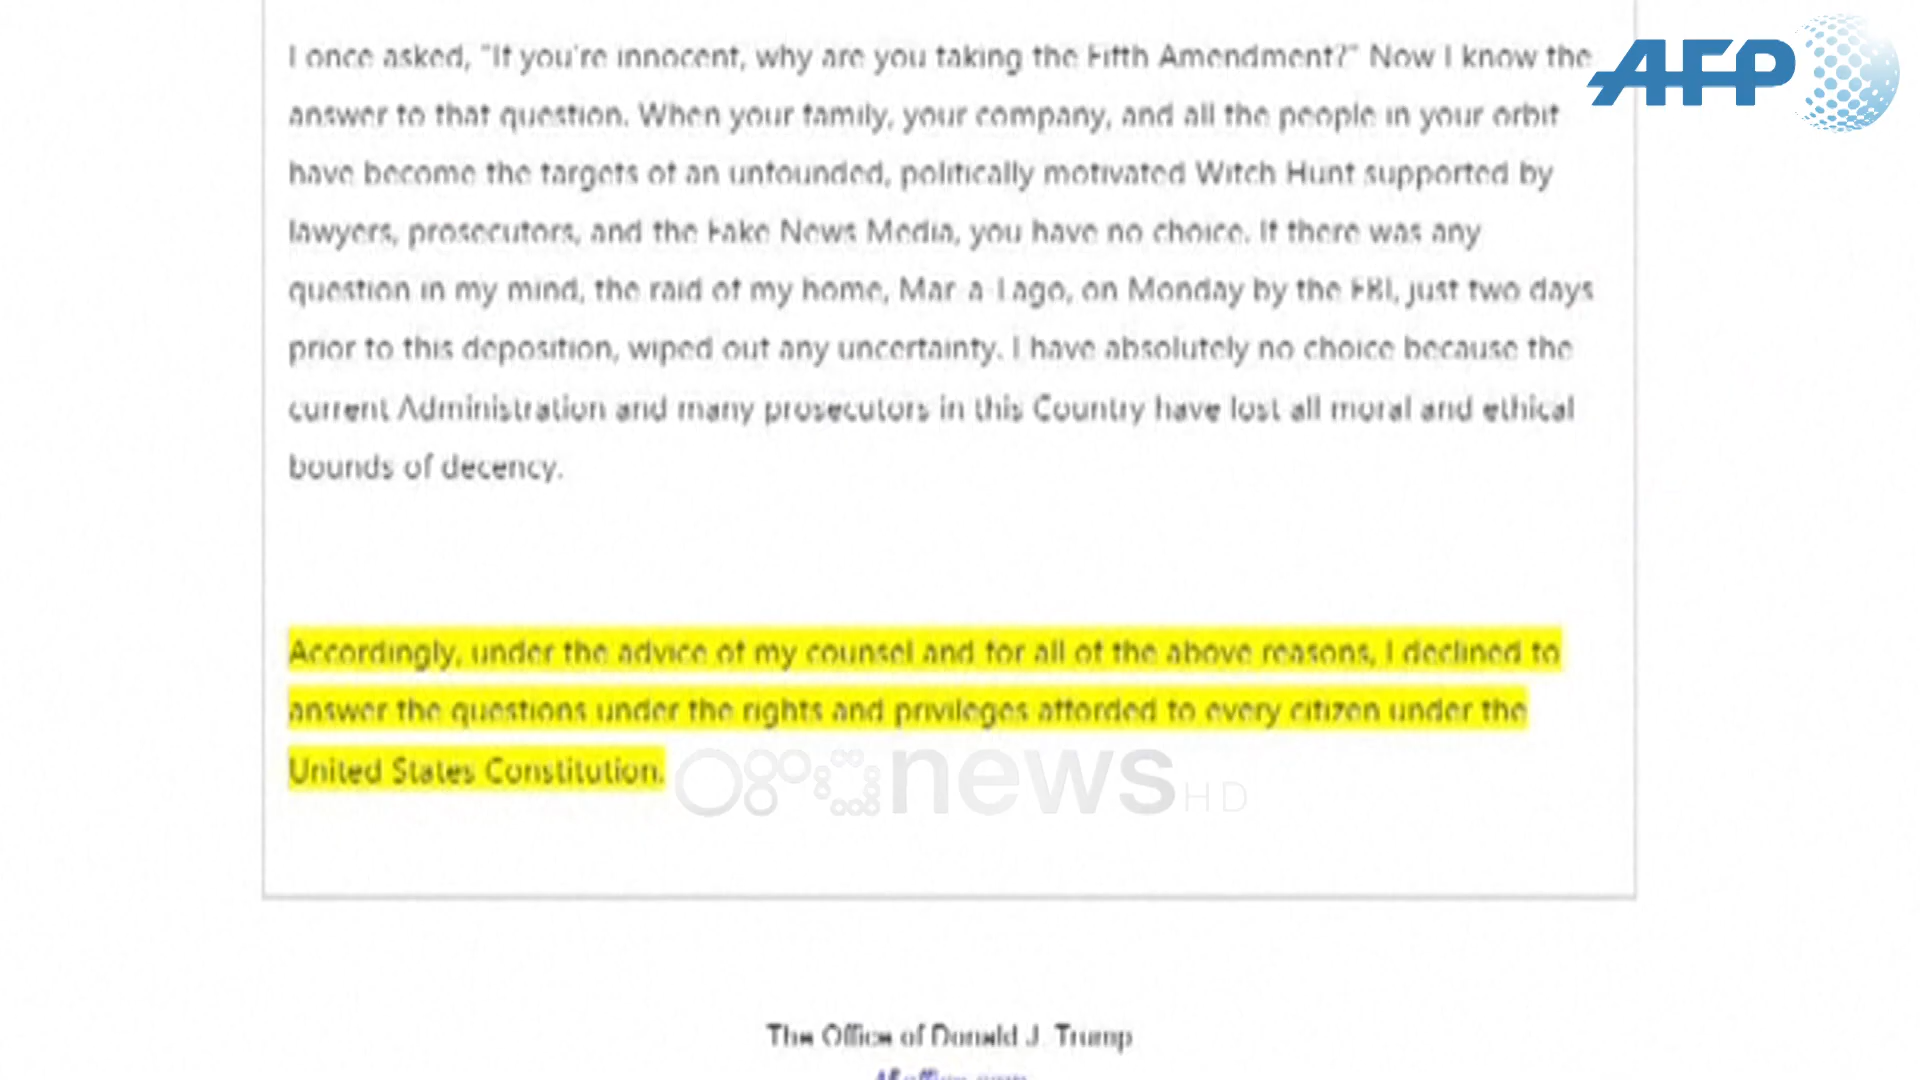 AFP
I once asked, "If you're innocent, why are you taking the Fifth Amendment?" Now I know the
answer to that question. When your family, your company, and all the people in your orbit
have become the targets of an unfounded, politically motivated Witch Hunt supported by
lawyers, prosecutors, and the Fake News Media, you have no choice. If there was any
question in my mind, the raid of my home, Mar-a-Lago, on Monday by the FBI, just two days
prior to this deposition, wiped out any uncertainty. I have absolutely no choice because the
current Administration and many prosecutors in this Country have lost all moral and ethical
bounds of decency.
Accordingly, under the advice of my counsel and for all of the above reasons, I declined to
answer the questions under the rights and privileges afforded to every citizen under the
United States Constitution.
news HD
The Office of Donald J. Trump